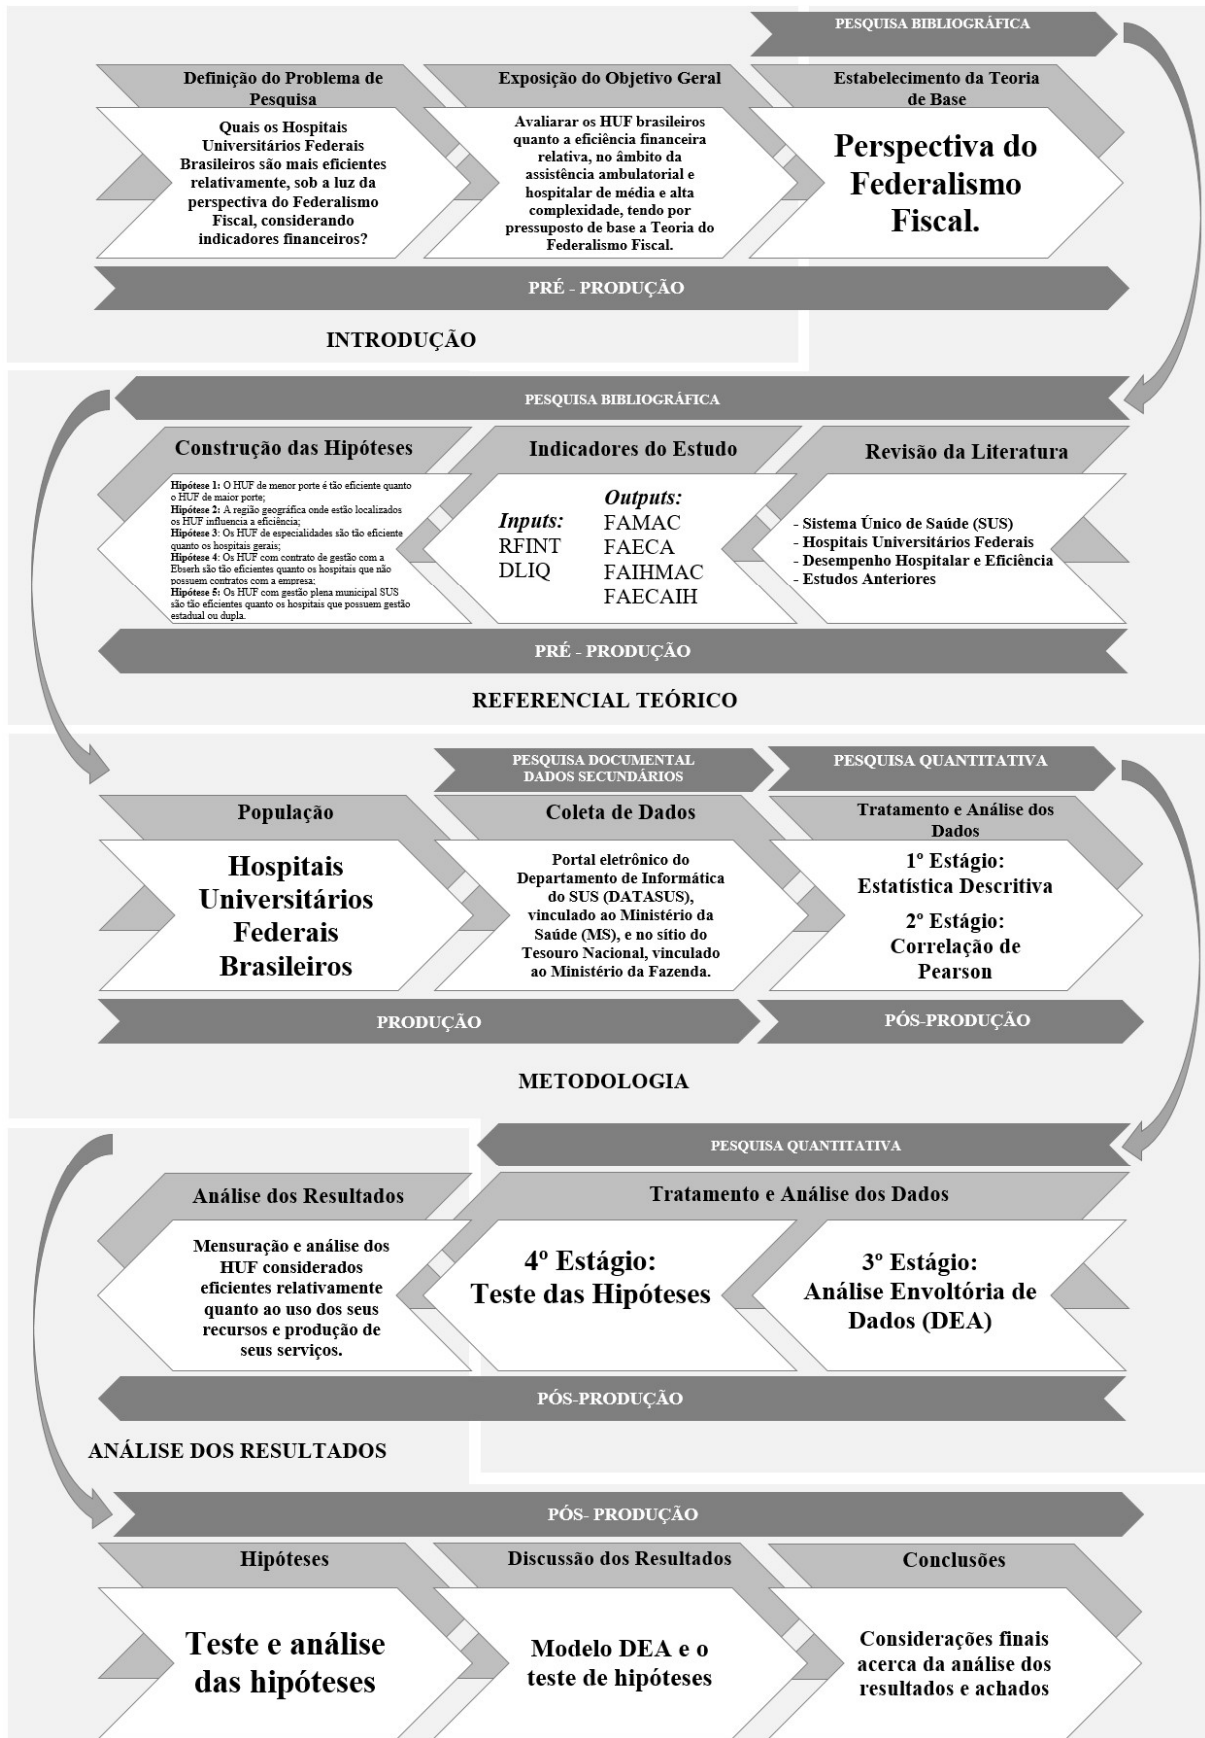 PESQUISA BIBLIOGRÁFICA
Definição do Problema de
Pesquisa
Quais os Hospitais
Universitários Federais
Brasileiros são mais eficientes
relativamente, sob a luz da
perspectiva do Federalismo
Fiscal, considerando
indicadores financeiros?
Exposição do Objetivo Geral
Avaliarar os HUF brasileiros
quanto a eficiência financeira
relativa, no âmbito da
assistência ambulatorial e
hospitalar de média e alta
complexidade, tendo por
pressuposto de base a Teoria do
Federalismo Fiscal.
Estabelecimento da Teoria
de Base
Perspectiva do
Federalismo
Fiscal.
PRÉ - PRODUÇÃO
INTRODUÇÃO
PESQUISA BIBLIOGRÁFICA
Construção das Hipóteses
Hipótese 1: O HUF de menor porte é tão eficiente quanto
o HUF de maior porte;
Hipótese 2: A região geográfica onde estão localizados
os HUF influencia a eficiência;
Hipótese 3: Os HUF de especialidades são tão eficiente
quanto os hospitais gerais;
Hipótese 4: Os HUF com contrato de gestão com a
Ebserh são tão eficientes quanto os hospitais que não
possuem contratos com a empresa;
Hipótese 5: Os HUF com gestão plena municipal SUS
são tão eficientes quanto os hospitais que possuem gestão
estadual ou dupla.
Indicadores do Estudo
Inputs:
RFINT
DLIQ
Outputs:
FAMAC
FAECA
FAIHMAC
FAECAIH
Revisão da Literatura
- Sistema Único de Saúde (SUS)
- Hospitais Universitários Federais
- Desempenho Hospitalar e Eficiência
- Estudos Anteriores
PRÉ - PRODUÇÃO
REFERENCIAL TEÓRICO
PESQUISA DOCUMENTAL
DADOS SECUNDÁRIOS
PESQUISA QUANTITATIVA
População
Hospitais
Universitários
Federais
Brasileiros
Coleta de Dados
Portal eletrônico do
Departamento de Informática
do SUS (DATASUS),
vinculado ao Ministério da
Saúde (MS), e no sítio do
Tesouro Nacional, vinculado
ao Ministério da Fazenda.
Tratamento e Análise dos
Dados
1º Estágio:
Estatística Descritiva
2º Estágio:
Correlação de
Pearson
PRODUÇÃO
PÓS-PRODUÇÃO
METODOLOGIA
PESQUISA QUANTITATIVA
Análise dos Resultados
Mensuração e análise dos
HUF considerados
eficientes relativamente
quanto ao uso dos seus
recursos e produção de
seus serviços.
Tratamento e Análise dos Dados
4º Estágio:
Teste das Hipóteses
3º Estágio:
Análise Envoltória de
Dados (DEA)
PÓS-PRODUÇÃO
ANÁLISE DOS RESULTADOS
PÓS- PRODUÇÃO
Hipóteses
Teste e análise
das hipóteses
Discussão dos Resultados
Modelo DEA e o
teste de hipóteses
Conclusões
Considerações finais
acerca da análise dos
resultados e achados